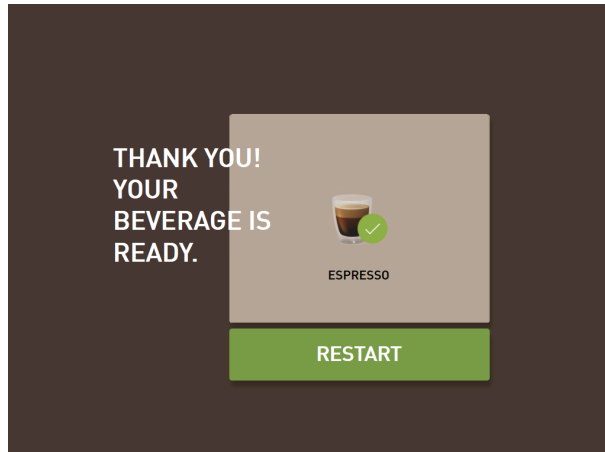 THANK YOU!
YOUR
BEVERAGE IS
READY.
ESPRESSO
RESTART